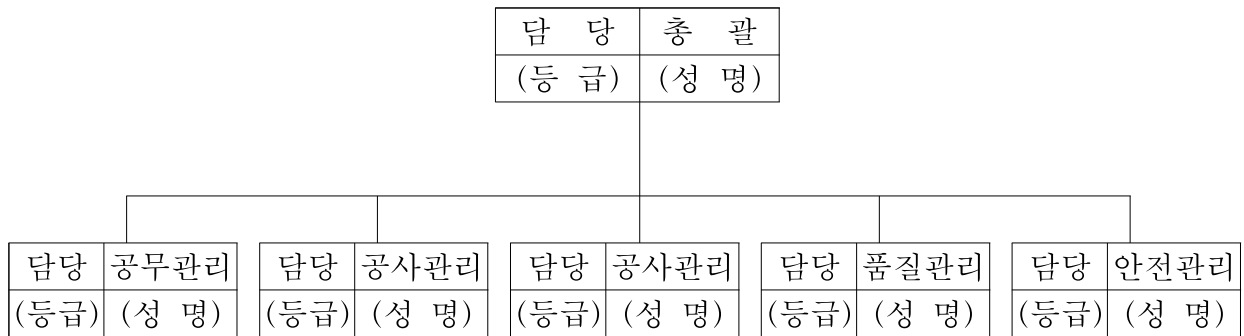 담 당 총 괄
(등 급) (성 명)
담당 공무관리 담당 공사관리 담당 공사관리 담당 품질관리 담당 안전관리
(등급) (성 명) (등급) (성 명) (등급) (성 명) (등급) (성 명) (등급) (성 명)